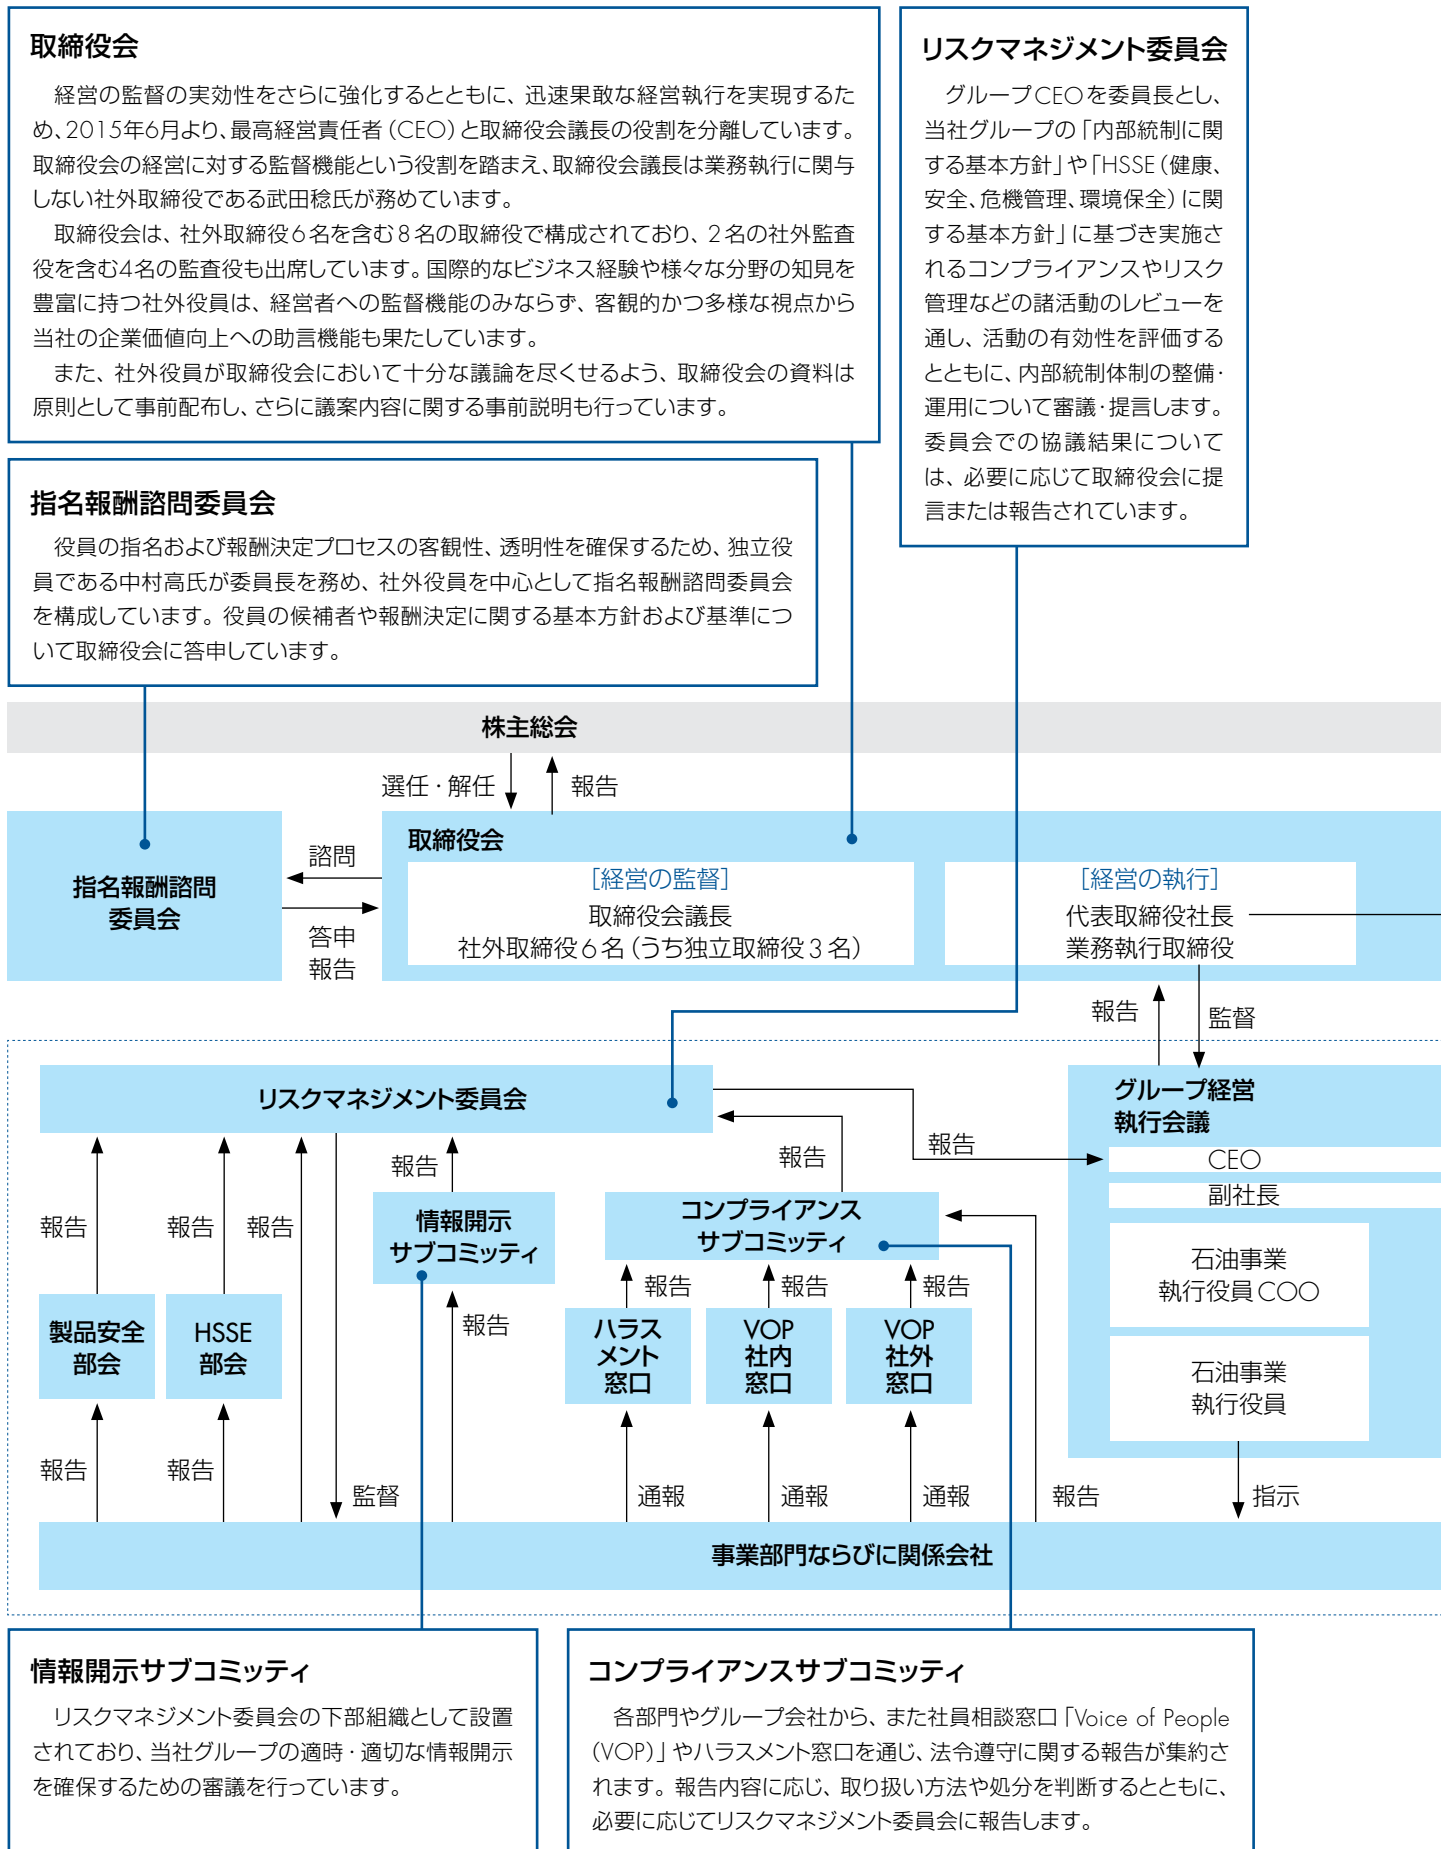 取締役会
経営の監督の実効性をさらに強化するとともに、迅速果敢な経営執行を実現するた
め、2015年6月より、最高経営責任者（CEO）と取締役会議長の役割を分離しています。
取締役会の経営に対する監督機能という役割を踏まえ、取締役会議長は業務執行に関与
しない社外取締役である武田稔氏が務めています。
取締役会は、社外取締役6名を含む8名の取締役で構成されており、2名の社外監査
役を含む4名の監査役も出席しています。国際的なビジネス経験や様々な分野の知見を
豊富に持つ社外役員は、経営者への監督機能のみならず、客観的かつ多様な視点から
当社の企業価値向上への助言機能も果たしています。
また、社外役員が取締役会において十分な議論を尽くせるよう、取締役会の資料は
原則として事前配布し、さらに議案内容に関する事前説明も行っています。
リスクマネジメント委員会
グループCEOを委員長とし、
当社グループの「内部統制に関
する基本方針」や「HSSE（健康、
安全、危機管理、環境保全）に関
する基本方針」に基づき実施さ
れるコンプライアンスやリスク
管理などの諸活動のレビューを
通し、活動の有効性を評価する
とともに、内部統制体制の整備・
運用について審議・提言します。
委員会での協議結果について
は、必要に応じて取締役会に提
言または報告されています。
指名報酬諮問委員会
役員の指名および報酬決定プロセスの客観性、透明性を確保するため、独立役
員である中村高氏が委員長を務め、社外役員を中心として指名報酬諮問委員会
を構成しています。役員の候補者や報酬決定に関する基本方針および基準につ
いて取締役会に答申しています。
株主総会
選任・解任
報告
指名報酬諮問
委員会
諮問
答申
報告
取締役会
［経営の監督］
取締役会議長
社外取締役6名（うち独立取締役3名）
［経営の執行］
代表取締役社長
業務執行取締役
報告
監督
リスクマネジメント委員会
グループ経営
執行会議
CEO
副社長
石油事業
執行役員COO
石油事業
執行役員
報告
報告
報告
報告
報告
報告
情報開示
サブコミッティ
コンプライアンス
サブコミッティ
報告
報告
報告
報告
製品安全
部会
HSSE
部会
ハラス
メント
窓口
VOP
社内
窓口
VOP
社外
窓口
報告
報告
監督
通報
通報
通報
報告
指示
事業部門ならびに関係会社
情報開示サブコミッティ
リスクマネジメント委員会の下部組織として設置
されており、当社グループの適時・適切な情報開示
を確保するための審議を行っています。
コンプライアンスサブコミッティ
各部門やグループ会社から、また社員相談窓口「Voice of People
（VOP）」やハラスメント窓口を通じ、法令遵守に関する報告が集約さ
れます。報告内容に応じ、取り扱い方法や処分を判断するとともに、
必要に応じてリスクマネジメント委員会に報告します。